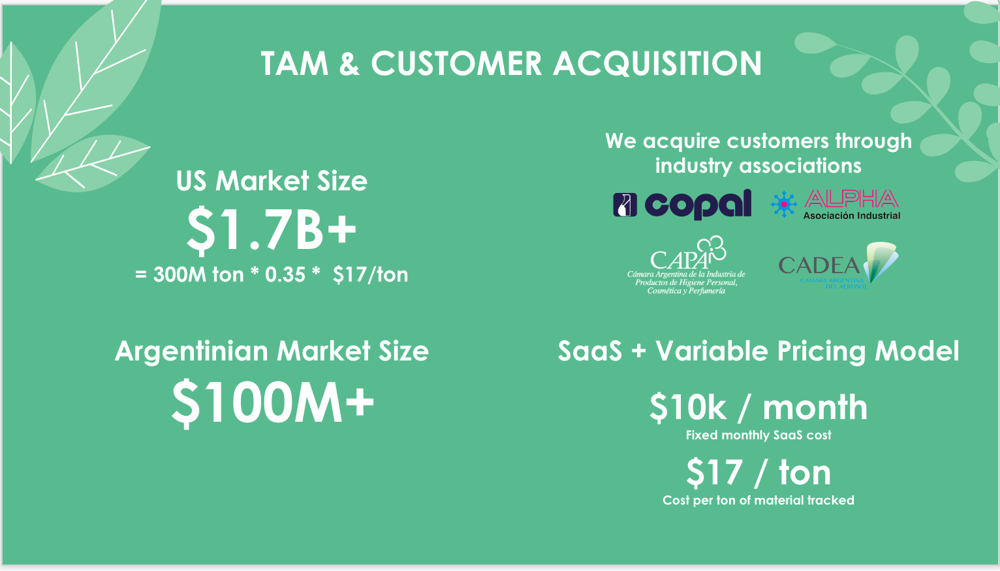 TAM & CUSTOMER ACQUISITION
US Market Size
$1.7B+
= 300M ton * 0.35 *  $17/ton
Argentinian Market Size
$100M+
We acquire customers through
industry associations
copal
ALPHA
Asociación Industrial
CAPA
Cámara Argentina de la Industria de
Productos de Higiene Personal,
Cosmética y Perfumería
CADEA
CÁMARA ARGENTINA
DEL AEROSOL
SaaS + Variable Pricing Model
$10k / month
Fixed monthly SaaS cost
$17 / ton
Cost per ton of material tracked